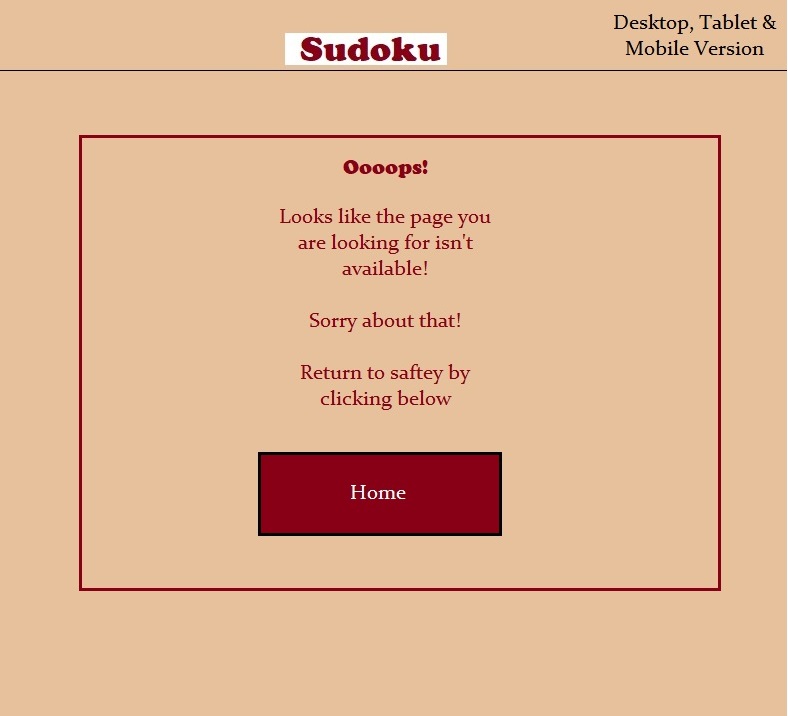 Desktop, Tablet &
Mobile Version
Sudoku
Oooops!
Looks like the page you
are looking for isn't
available!
Sorry about that!
Return to saftey by
clicking below
Home